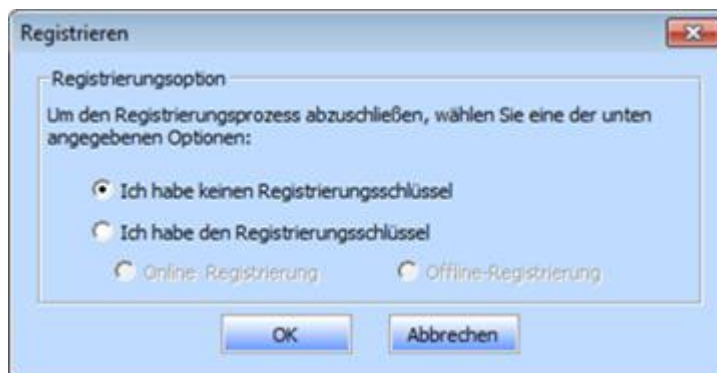 Registrieren
Registrierungsoption
Um den Registrierungsprozess abzuschließen, wählen Sie eine der unten
angegebenen Optionen:
Ich habe keinen Registrierungsschlüssel
Ich habe den Registrierungsschlüssel
Online Registrierung
Offline-Registrierung
OK
Abbrechen